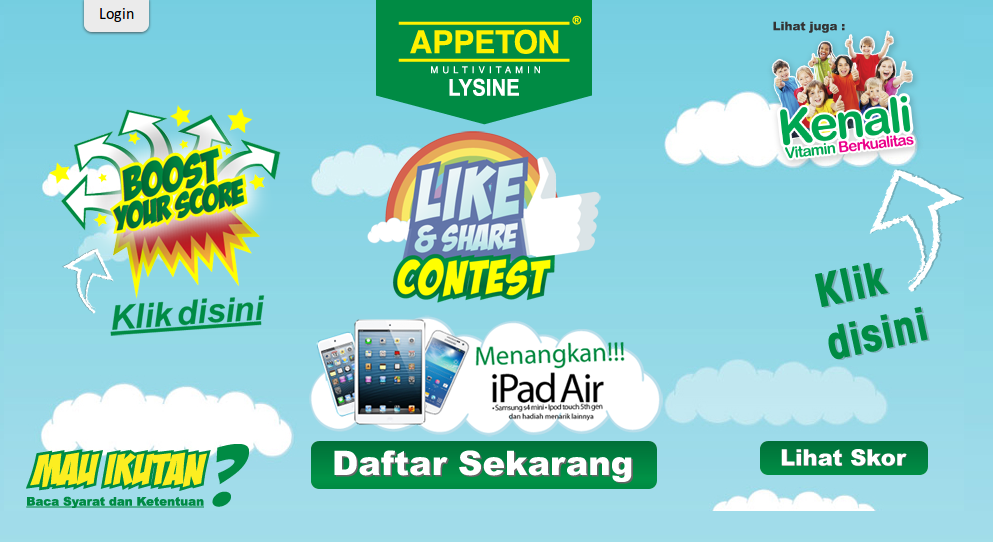 Login
APPETON®
MULTIVITAMIN
LYSINE
Lihat juga :
Kenali
Vitamin Berkualitas
BOOST
YOUR SCORE
Klik disini
LIKE
& SHARE
CONTEST
Klik
disini
Menangkan!!!
iPad Air
• Samsung s4 mini • Ipod touch 5th gen
dan hadiah menarik lainnya
MAU IKUTAN?
Baca Syarat dan Ketentuan
Daftar Sekarang
Lihat Skor